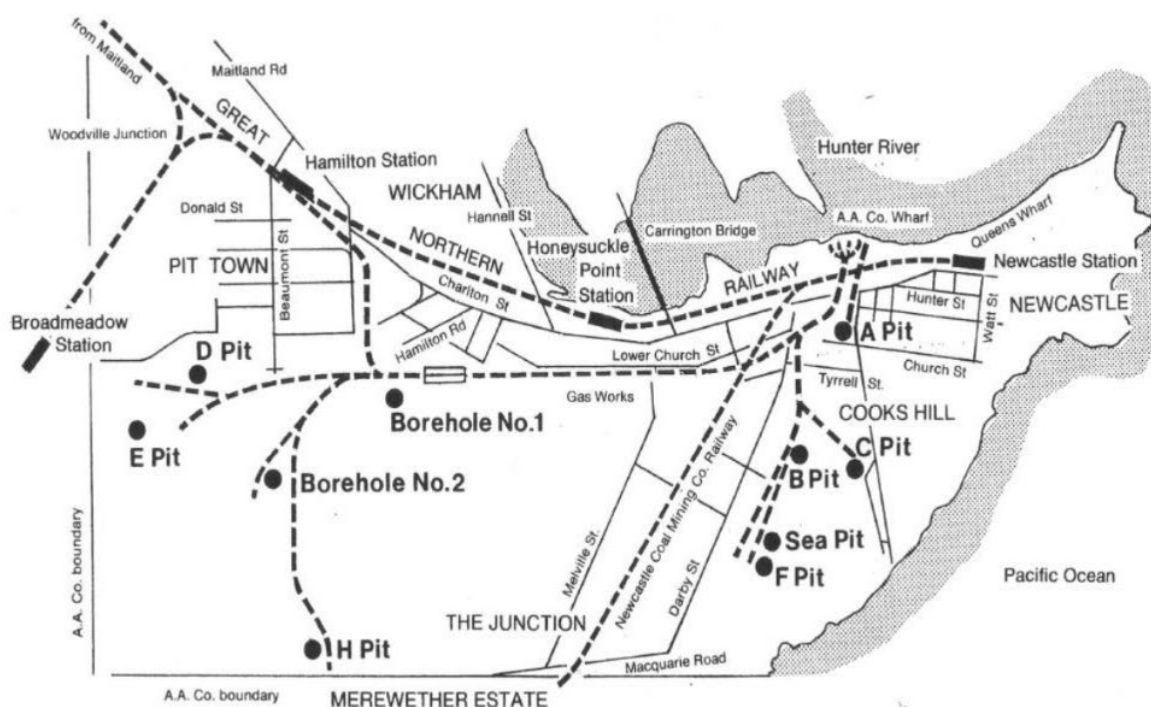 from Maitland
Maitland Rd
GREAT
Woodville Junction
Hamilton Station
Hunter River
WICKHAM
Donald St
Hannell St
Carrington Bridge
A.A. Co. Wharf
Queens Wharf
NORTHERN
Honeysuckle
Point
Station
PIT TOWN
Beaumont St
RAILWAY
Newcastle Station
Charlton St
Hunter St
Watt St
NEWCASTLE
Broadmeadow
Station
Hamilton Rd
A Pit
D Pit
Lower Church St
Church St
Tyrrell St.
Gas Works
COOKS HILL
Borehole No.1
E Pit
C Pit
B Pit
Borehole No.2
Newcastle Coal Mining Co. Railway
Sea Pit
F Pit
Melville St.
Darby St
Pacific Ocean
A.A. Co. boundary
THE JUNCTION
H Pit
Macquarie Road
A.A. Co. boundary
MEREWETHER ESTATE